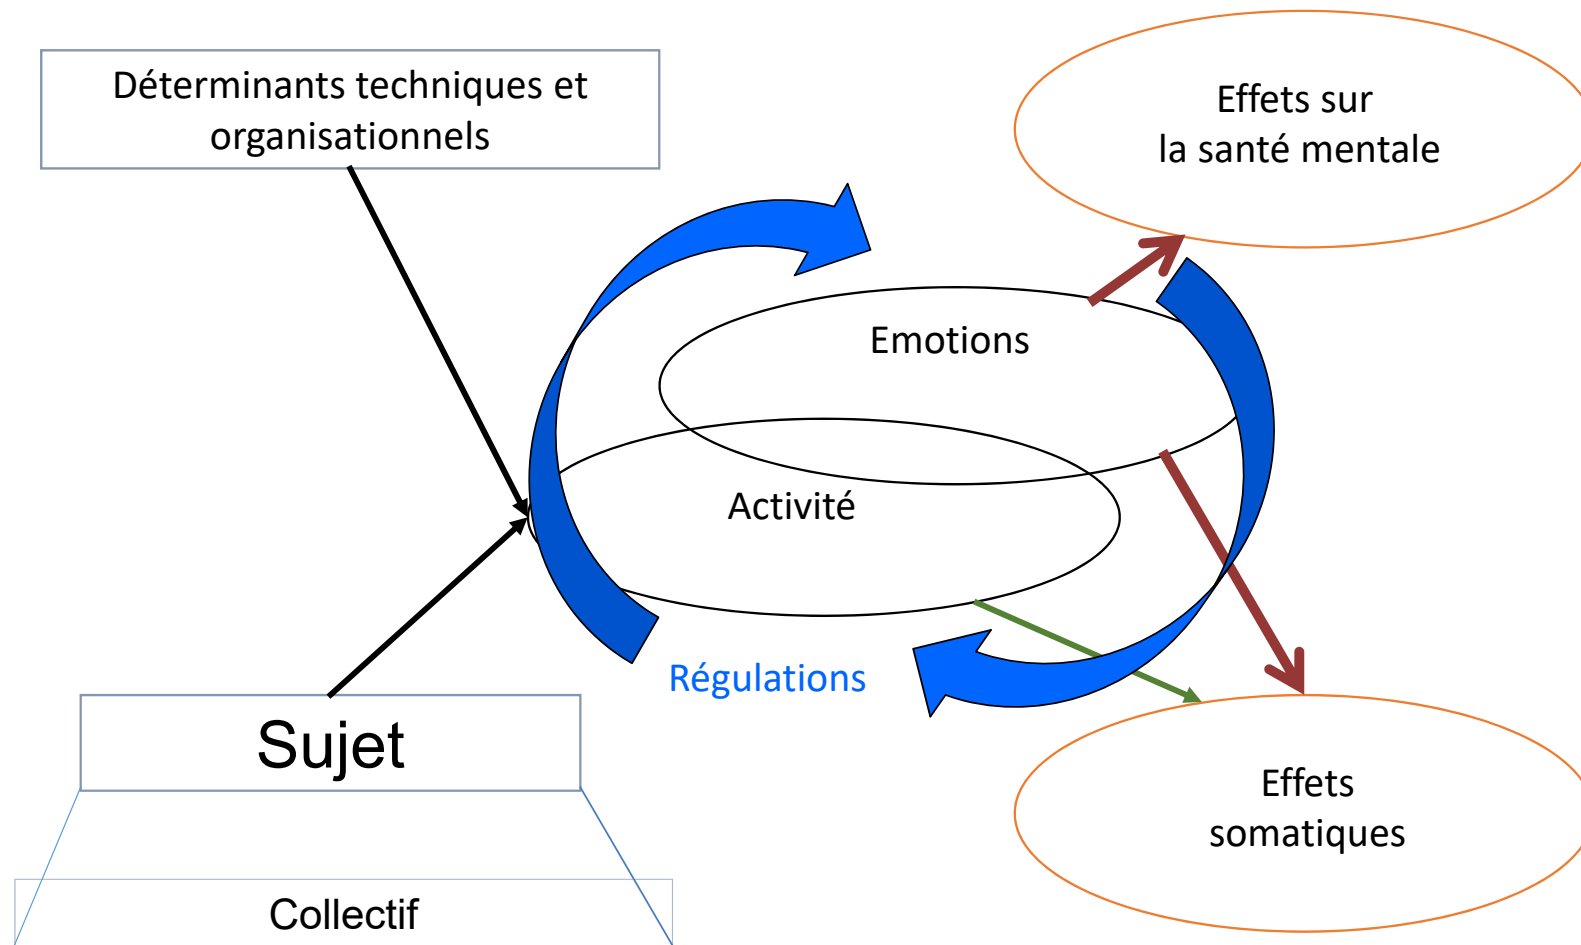 Déterminants techniques et
organisationnels
Effets sur
la santé mentale
Emotions
Activité
Régulations
Sujet
Effets
somatiques
Collectif